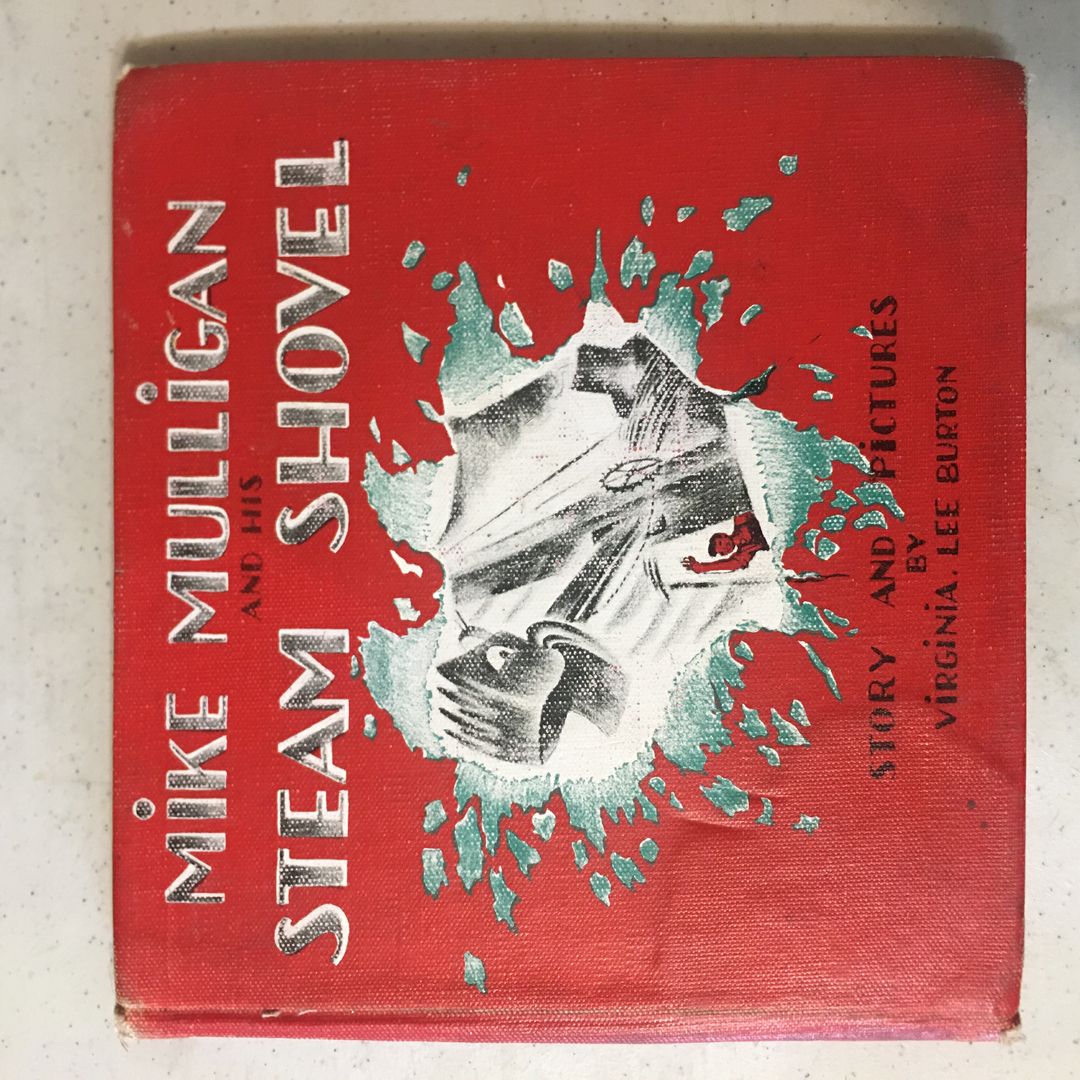 MiKE MULLiGAN
AND HiS
STEAM SHOVEL
STORY AND PiCTURES
BY
ViRGiNiA. LEE BURTON